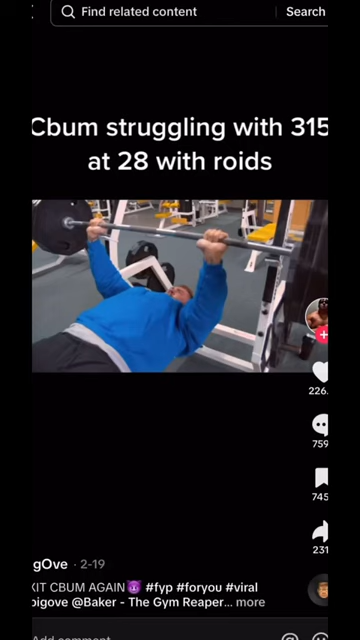 Find related content
Search
Cbum struggling with 315
at 28 with roids
226.
759
745
231
gOve · 2-19
KIT CBUM AGAIN😈 #fyp #foryou #viral
bigove @Baker - The Gym Reaper... more
Add comment